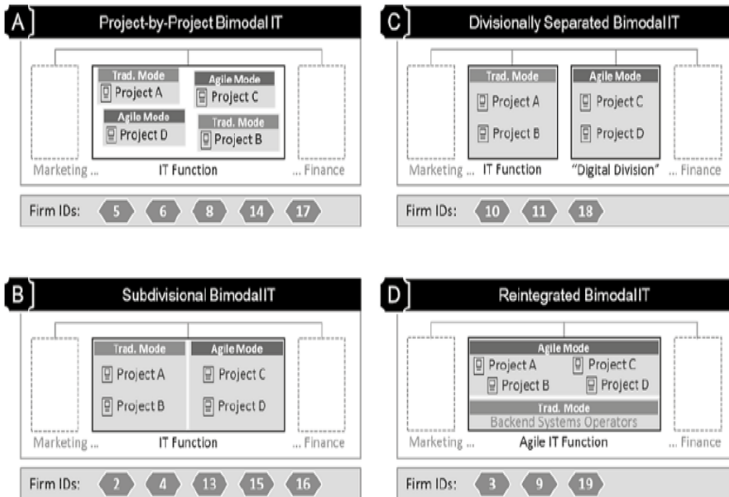 A Project-by-Project Bimodal IT
Trad. Mode
Project A
Agile Mode
Project C
Agile Mode
Project D
Trad. Mode
Project B
Marketing ... IT Function ... Finance
Firm IDs: 5 6 8 14 17
C Divisionally Separated Bimodal IT
Trad. Mode Agile Mode
Project A Project C
Project B Project D
Marketing ... IT Function "Digital Division" ... Finance
Firm IDs: 10 11 18
B Subdivisional Bimodal IT
Trad. Mode Agile Mode
Project A Project C
Project B Project D
Marketing ... IT Function ... Finance
Firm IDs: 2 4 13 15 16
D Reintegrated Bimodal IT
Agile Mode
Project A Project C
Project B Project D
Trad. Mode
Backend Systems Operators
Marketing ... Agile IT Function ... Finance
Firm IDs: 3 9 19